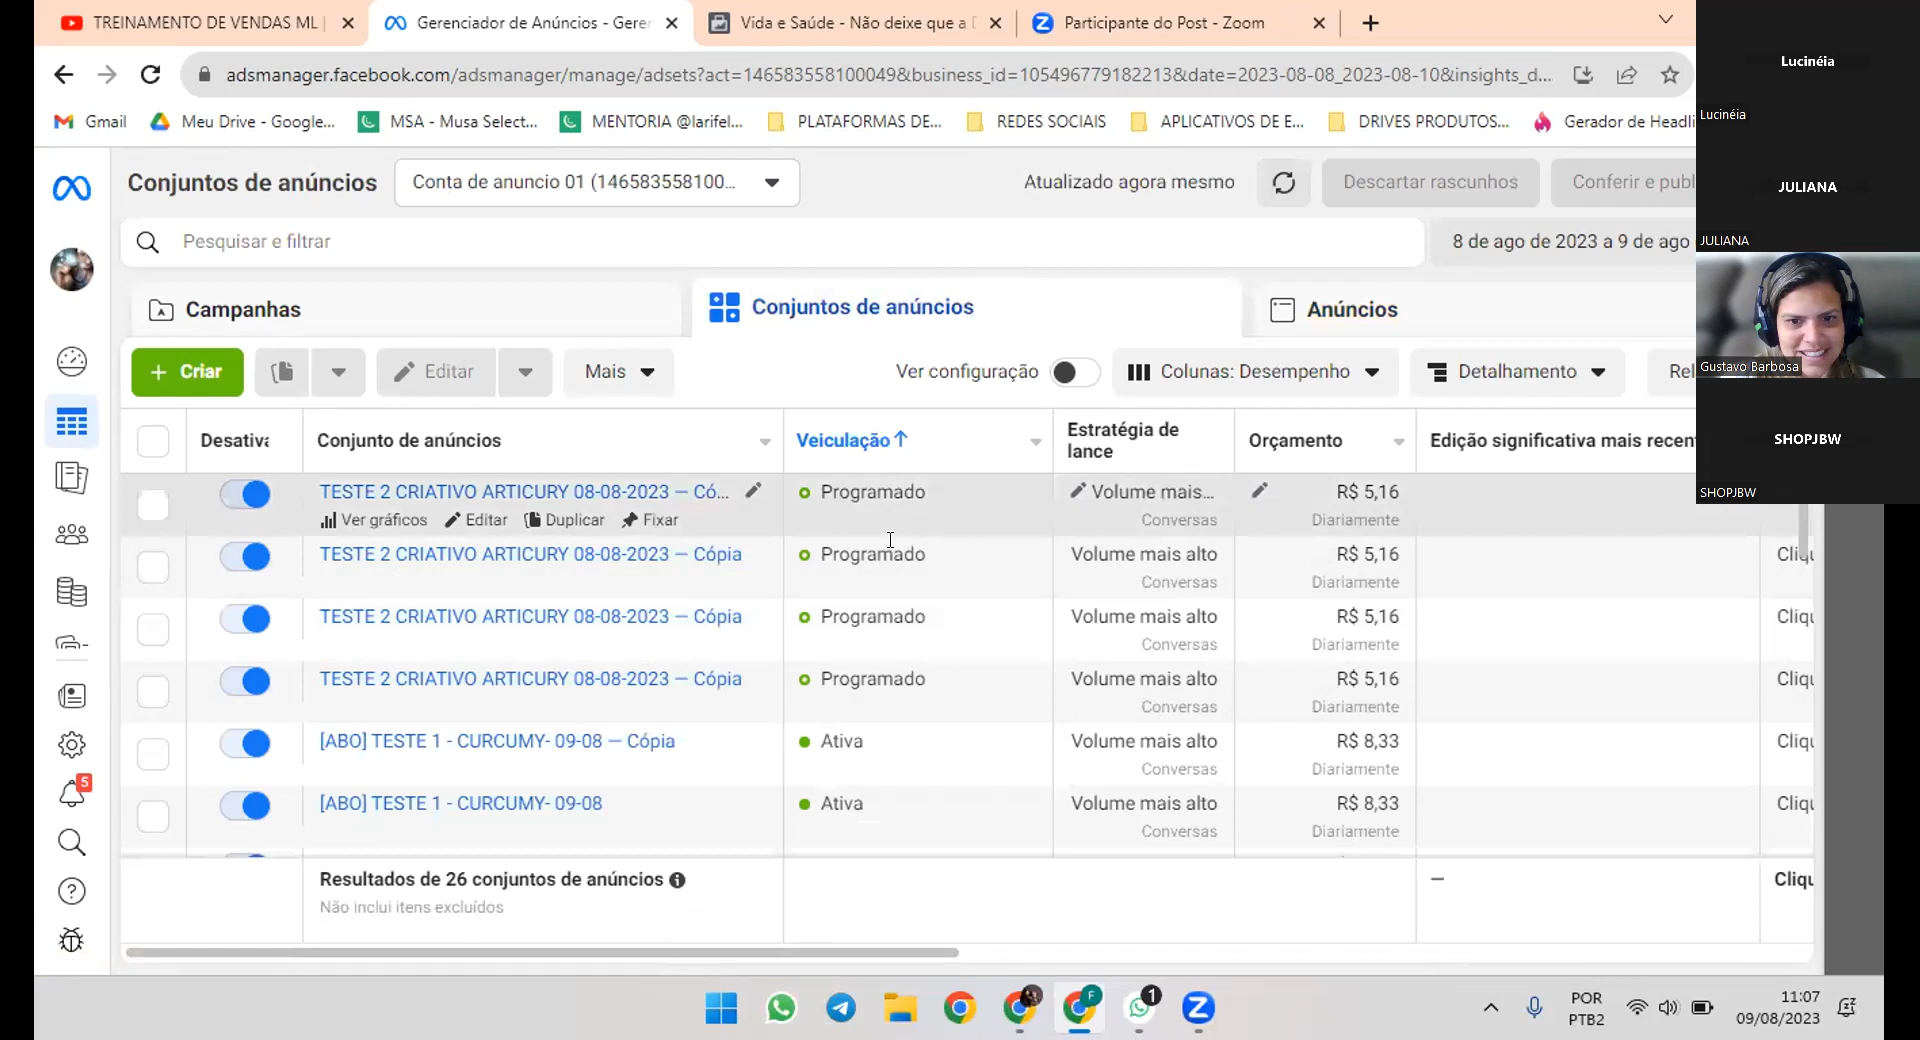 TREINAMENTO DE VENDAS ML |
Gerenciador de Anúncios - Geren
Vida e Saúde - Não deixe que a D
Participante do Post - Zoom
adsmanager.facebook.com/adsmanager/manage/adsets?act=146583558100049&business_id=105496779182213&date=2023-08-08_2023-08-10&insights_d...
Gmail
Meu Drive - Google...
MSA - Musa Select...
MENTORIA @larifel...
PLATAFORMAS DE...
REDES SOCIAIS
APLICATIVOS DE E...
DRIVES PRODUTOS...
Gerador de Headli
Conjuntos de anúncios
Conta de anuncio 01 (146583558100...
Atualizado agora mesmo
Descartar rascunhos
Conferir e publ
Pesquisar e filtrar
8 de ago de 2023 a 9 de ago
Campanhas
Conjuntos de anúncios
Anúncios
+ Criar
Editar
Mais
Ver configuração
Colunas: Desempenho
Detalhamento
Rel
Desativa
Conjunto de anúncios
Veiculação↑
Estratégia de
lance
Orçamento
Edição significativa mais recen
TESTE 2 CRIATIVO ARTICURY 08-08-2023 — Có...
Programado
Volume mais...
R$ 5,16
Ver gráficos
Editar
Duplicar
Fixar
Conversas
Diariamente
TESTE 2 CRIATIVO ARTICURY 08-08-2023 — Cópia
Programado
Volume mais alto
R$ 5,16
Cliqu
Conversas
Diariamente
TESTE 2 CRIATIVO ARTICURY 08-08-2023 — Cópia
Programado
Volume mais alto
R$ 5,16
Cliqu
Conversas
Diariamente
TESTE 2 CRIATIVO ARTICURY 08-08-2023 — Cópia
Programado
Volume mais alto
R$ 5,16
Cliqu
Conversas
Diariamente
[ABO] TESTE 1 - CURCUMY- 09-08 — Cópia
Ativa
Volume mais alto
R$ 8,33
Cliqu
Conversas
Diariamente
[ABO] TESTE 1 - CURCUMY- 09-08
Ativa
Volume mais alto
R$ 8,33
Cliqu
Conversas
Diariamente
Resultados de 26 conjuntos de anúncios
—
Cliqu
Não inclui itens excluídos
5
Lucinéia
Lucinéia
JULIANA
JULIANA
Gustavo Barbosa
SHOPJBW
SHOPJBW
F
1
POR
PTB2
11:07
09/08/2023